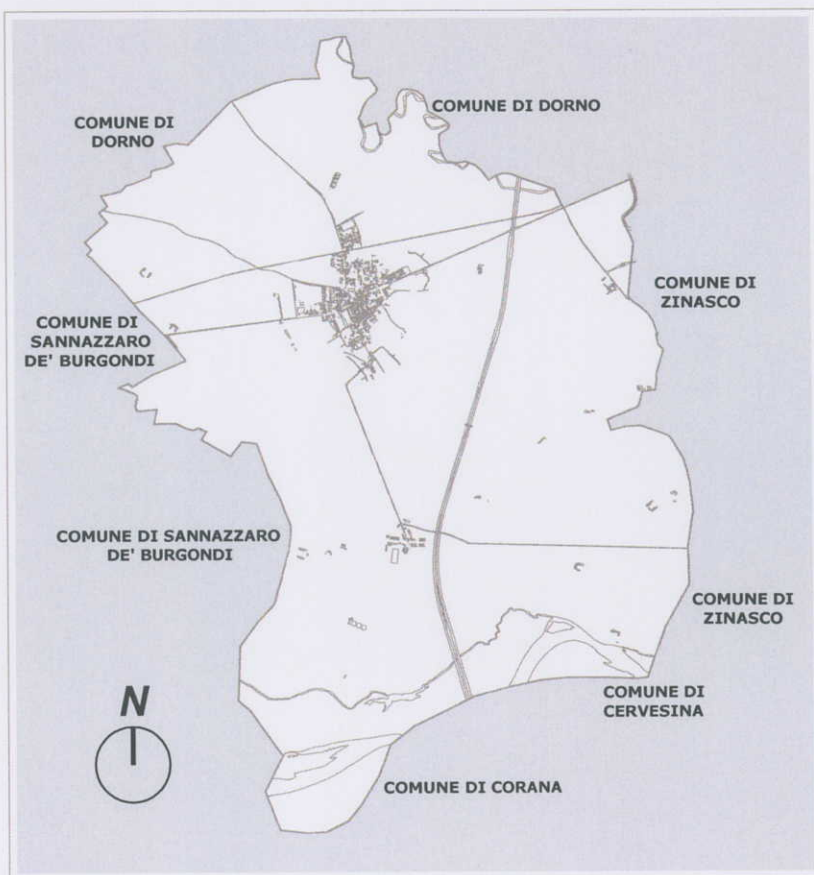 COMUNE DI DORNO
COMUNE DI
DORNO
COMUNE DI
ZINASCO
COMUNE DI
SANNAZZARO
DE' BURGONDI
COMUNE DI SANNAZZARO
DE' BURGONDI
COMUNE DI
ZINASCO
COMUNE DI
CERVESINA
N
COMUNE DI CORANA